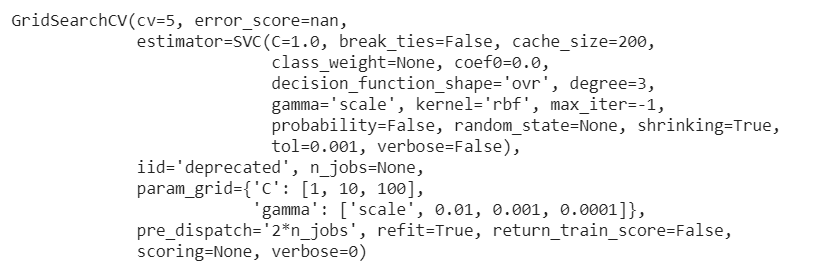 GridSearchCV(cv=5, error_score=nan,
             estimator=SVC(C=1.0, break_ties=False, cache_size=200,
                           class_weight=None, coef0=0.0,
                           decision_function_shape='ovr', degree=3,
                           gamma='scale', kernel='rbf', max_iter=-1,
                           probability=False, random_state=None, shrinking=True,
                           tol=0.001, verbose=False),
             iid='deprecated', n_jobs=None,
             param_grid={'C': [1, 10, 100],
                         'gamma': ['scale', 0.01, 0.001, 0.0001]},
             pre_dispatch='2*n_jobs', refit=True, return_train_score=False,
             scoring=None, verbose=0)